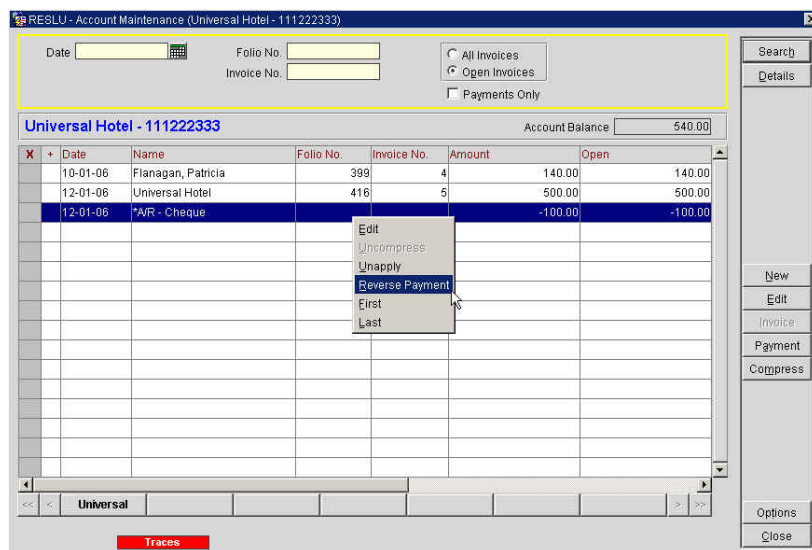 RESLU - Account Maintenance (Universal Hotel - 111222333)
Date
Folio No.
Invoice No.
All Invoices
Open Invoices
Payments Only
Search
Details
Universal Hotel - 111222333
Account Balance 540.00
X + Date Name Folio No. Invoice No. Amount Open
10-01-06 Flanagan, Patricia 399 4 140.00 140.00
12-01-06 Universal Hotel 416 5 500.00 500.00
12-01-06 *A/R - Cheque -100.00 -100.00
Edit
Uncompress
Unapply
Reverse Payment
First
Last
New
Edit
Invoice
Payment
Compress
<< < Universal > >>
Options
Close
Traces